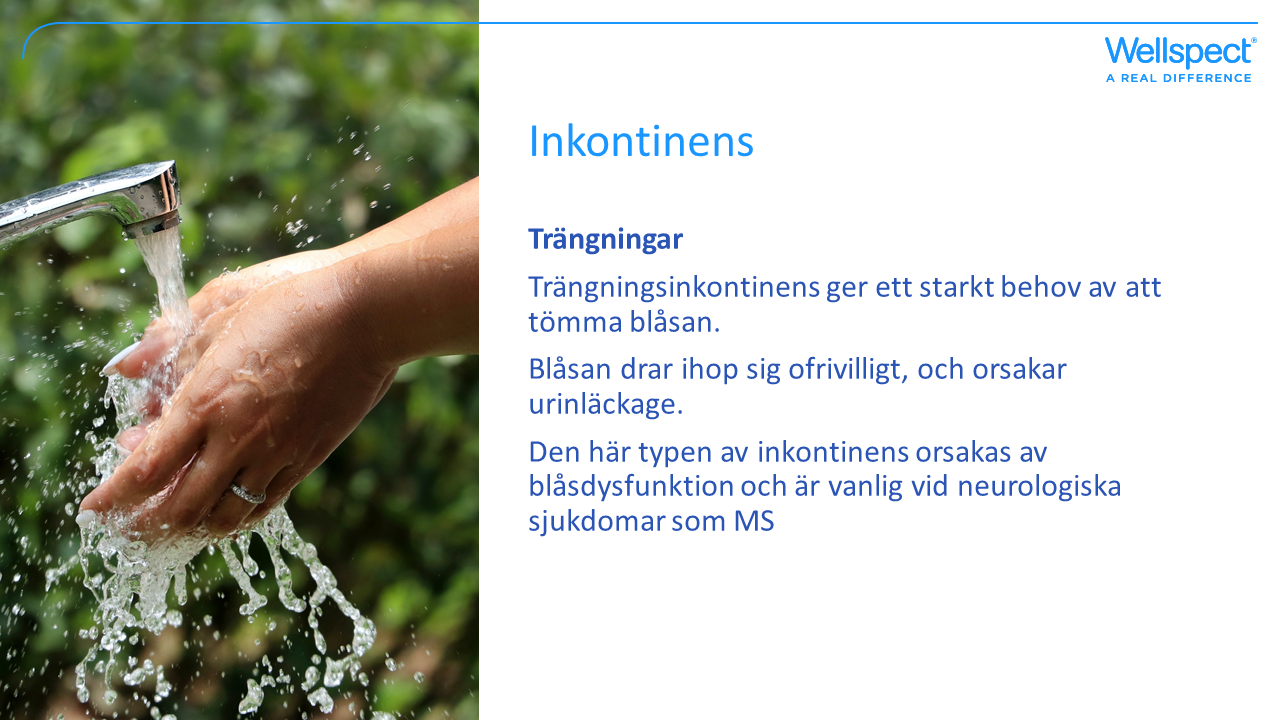 Wellspect®
A REAL DIFFERENCE
Inkontinens
Trängningar
Trängningsinkontinens ger ett starkt behov av att
tömma blåsan.
Blåsan drar ihop sig ofrivilligt, och orsakar
urinläckage.
Den här typen av inkontinens orsakas av
blåsdysfunktion och är vanlig vid neurologiska
sjukdomar som MS